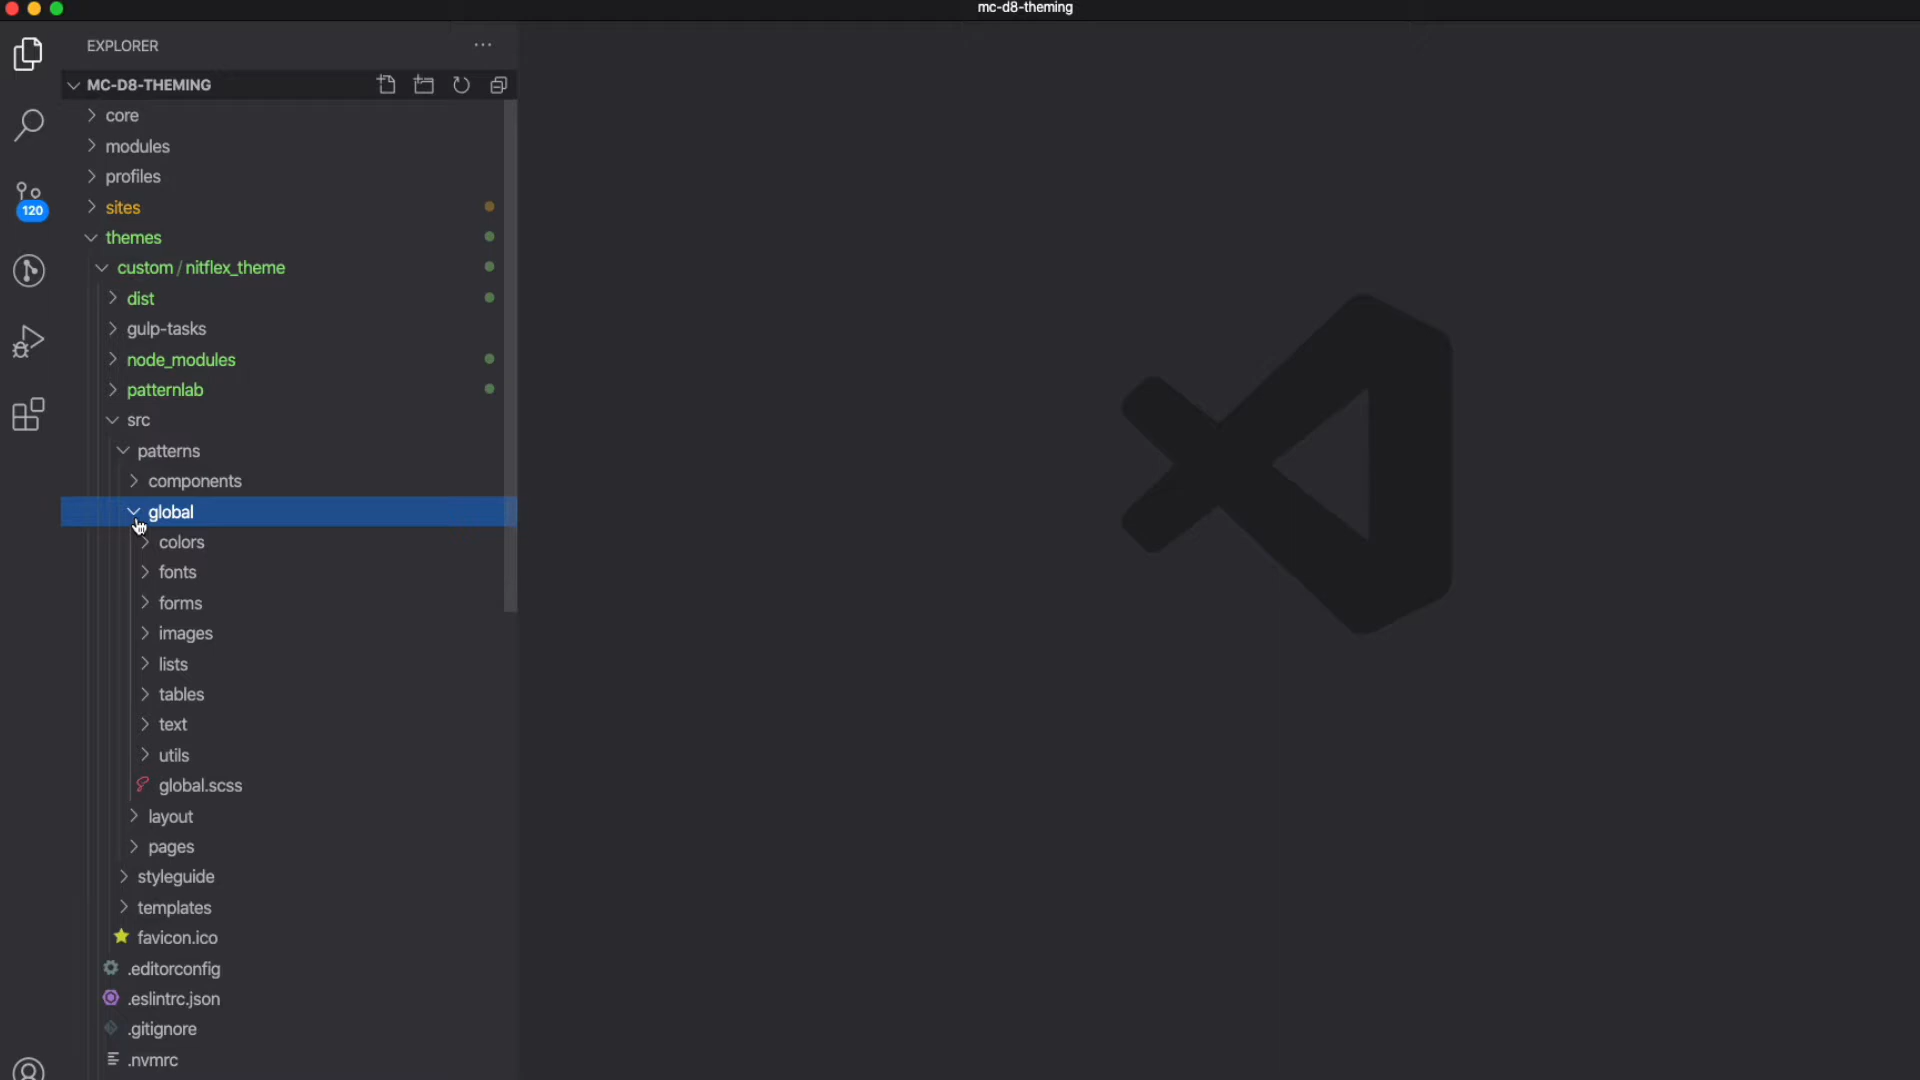 mc-d8-theming
EXPLORER
MC-D8-THEMING
core
modules
profiles
120
sites
themes
custom / nitflex_theme
dist
gulp-tasks
node_modules
patternlab
src
patterns
components
global
colors
fonts
forms
images
lists
tables
text
utils
global.scss
layout
pages
styleguide
templates
favicon.ico
.editorconfig
.eslintrc.json
.gitignore
.nvmrc